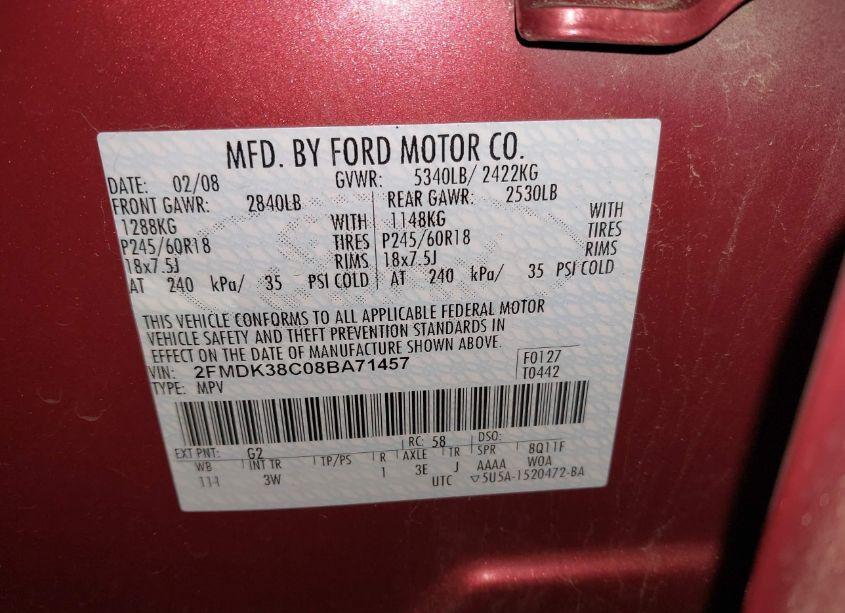 MFD. BY FORD MOTOR CO.
DATE: 02/08 GVWR: 5340LB/ 2422KG
FRONT GAWR: 2840LB REAR GAWR: 2530LB
1288KG WITH 1148KG WITH
P245/60R18 TIRES P245/60R18 TIRES
18x7.5J RIMS 18x7.5J RIMS
AT 240 kPa/ 35 PSI COLD AT 240 kPa/ 35 PSI COLD
THIS VEHICLE CONFORMS TO ALL APPLICABLE FEDERAL MOTOR
VEHICLE SAFETY AND THEFT PREVENTION STANDARDS IN
EFFECT ON THE DATE OF MANUFACTURE SHOWN ABOVE.
VIN: 2FMDK38C08BA71457 F0127
TYPE: MPV T0442
EXT PNT: G2 RC: 58 DSO:
WB INT TR TP/PS R AXLE TR SPR 8Q11F
111 3W 1 3E J AAAA WOA
UTC ▽5U5A-1520472-BA